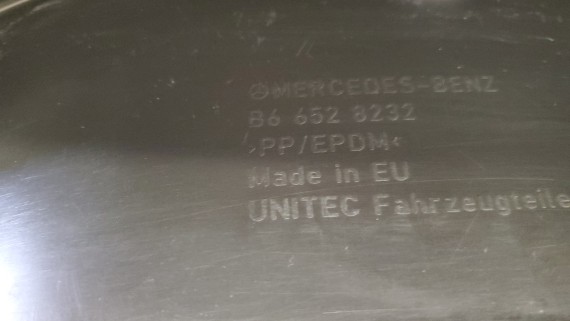 MERCEDES-BENZ
B6 652 8232
>PP/EPDM<
Made in EU
UNITEC Fahrzeugteile